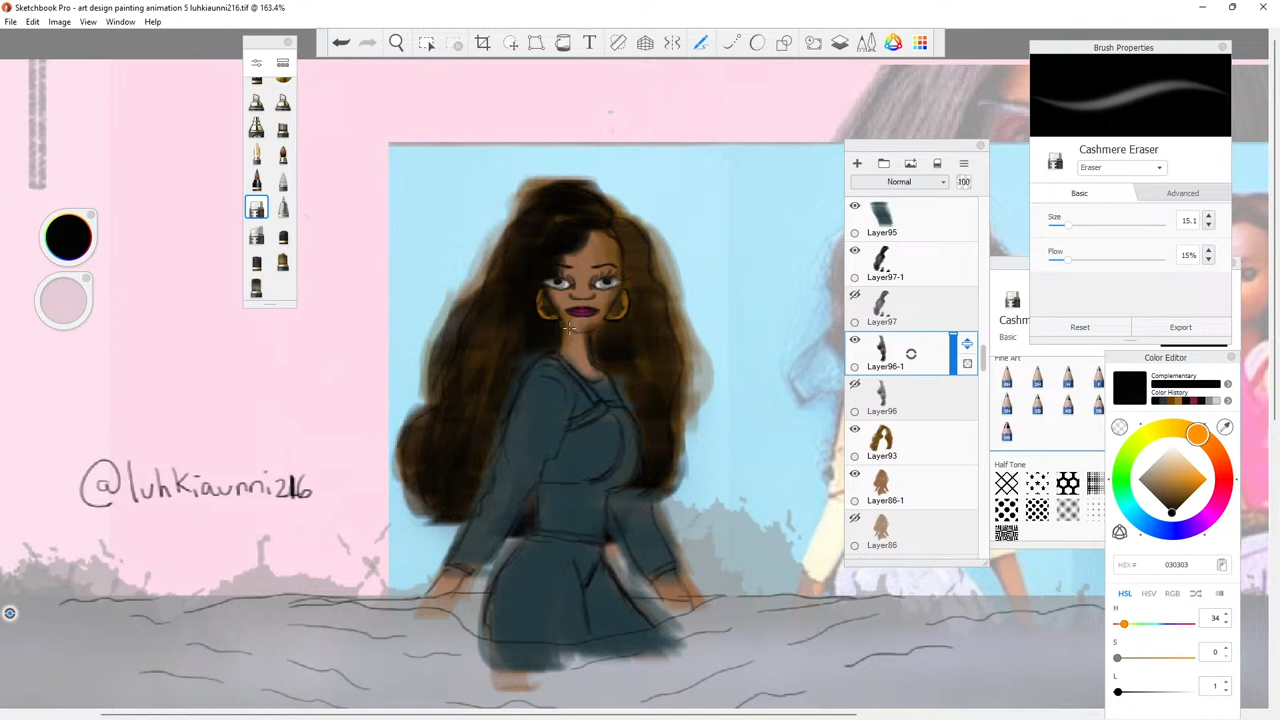 Sketchbook Pro - art design painting animation 5 luhkiaunni216.tif @ 163.4%
File Edit Image View Window Help
Brush Properties
Cashmere Eraser
Eraser
Basic Advanced
Size 15.1
Flow 15%
Reset Export
Normal 100
Layer95
Layer97-1
Layer97
Layer96-1
Layer96
Layer93
Layer86-1
Layer86
Cashm
Basic
Fine Art
Half Tone
Color Editor
Complementary
Color History
HEX # 030303
HSL HSV RGB
H 34
S 0
L 1
@luhkiaunni216